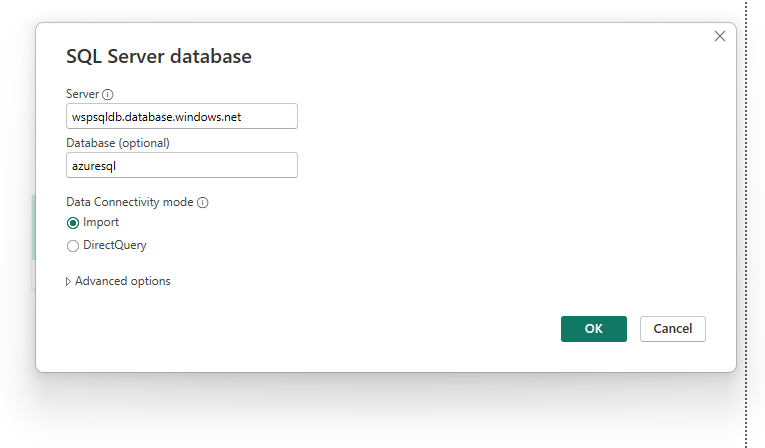 SQL Server database
Server
wspsqldb.database.windows.net
Database (optional)
azuresql
Data Connectivity mode
Import
DirectQuery
Advanced options
OK Cancel